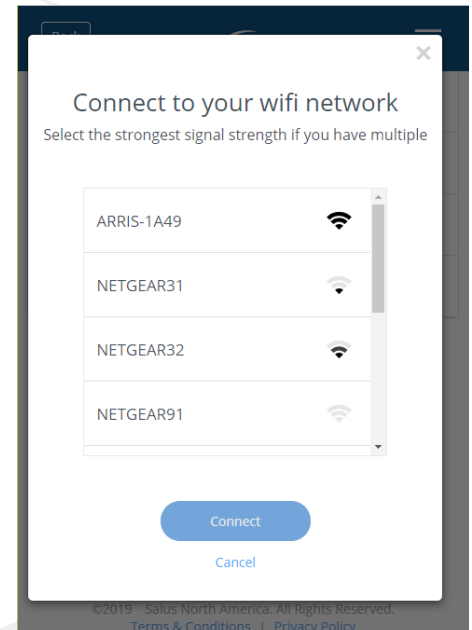 Back
×
Connect to your wifi network
Select the strongest signal strength if you have multiple
ARRIS-1A49
NETGEAR31
NETGEAR32
NETGEAR91
Connect
Cancel
©2019 Salus North America. All Rights Reserved.
Terms & Conditions | Privacy Policy